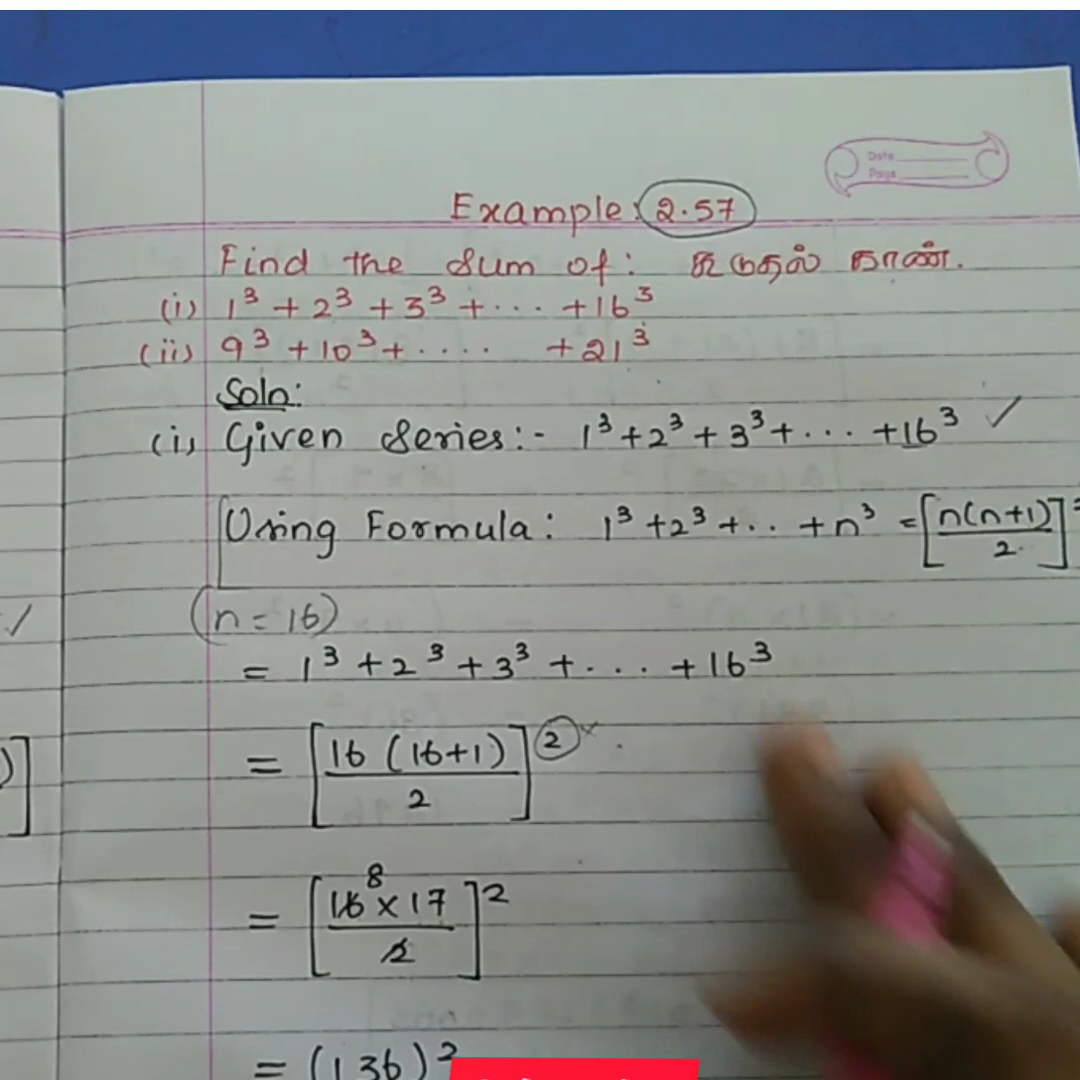 Date
Page
Example: 2.57
Find the Sum of: கூடுதல் காண்.
(i) 1³ + 2³ + 3³ + ... + 16³
(ii) 9³ + 10³ + .... + 21³
Soln:
(i) Given Series:- 1³ + 2³ + 3³ + ... + 16³ ✓
Using Formula: 1³ + 2³ + .. + n³ = [n(n+1)/2]²
(n = 16)
= 1³ + 2³ + 3³ + .... + 16³
= [16 (16+1)/2]²
= [16 8 × 17/2]²
= (136)²